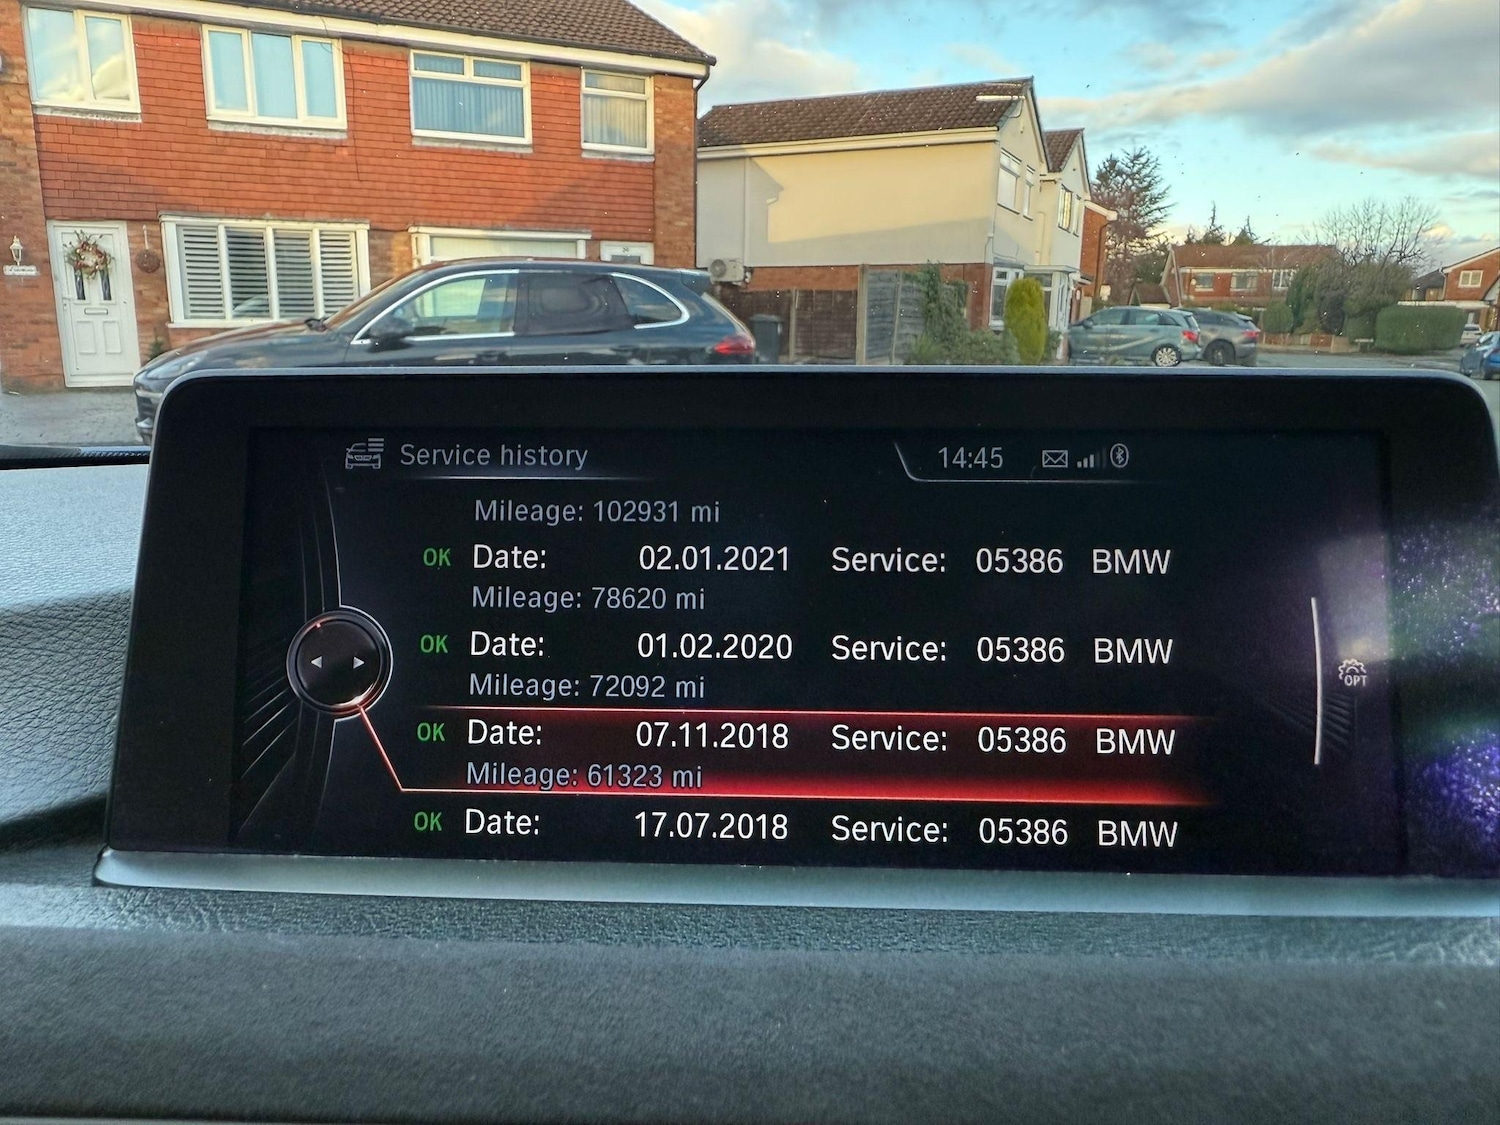 Service history 14:45
Mileage: 102931 mi
OK Date: 02.01.2021 Service: 05386 BMW
Mileage: 78620 mi
OK Date: 01.02.2020 Service: 05386 BMW
Mileage: 72092 mi
OK Date: 07.11.2018 Service: 05386 BMW
Mileage: 61323 mi
OK Date: 17.07.2018 Service: 05386 BMW
OPT